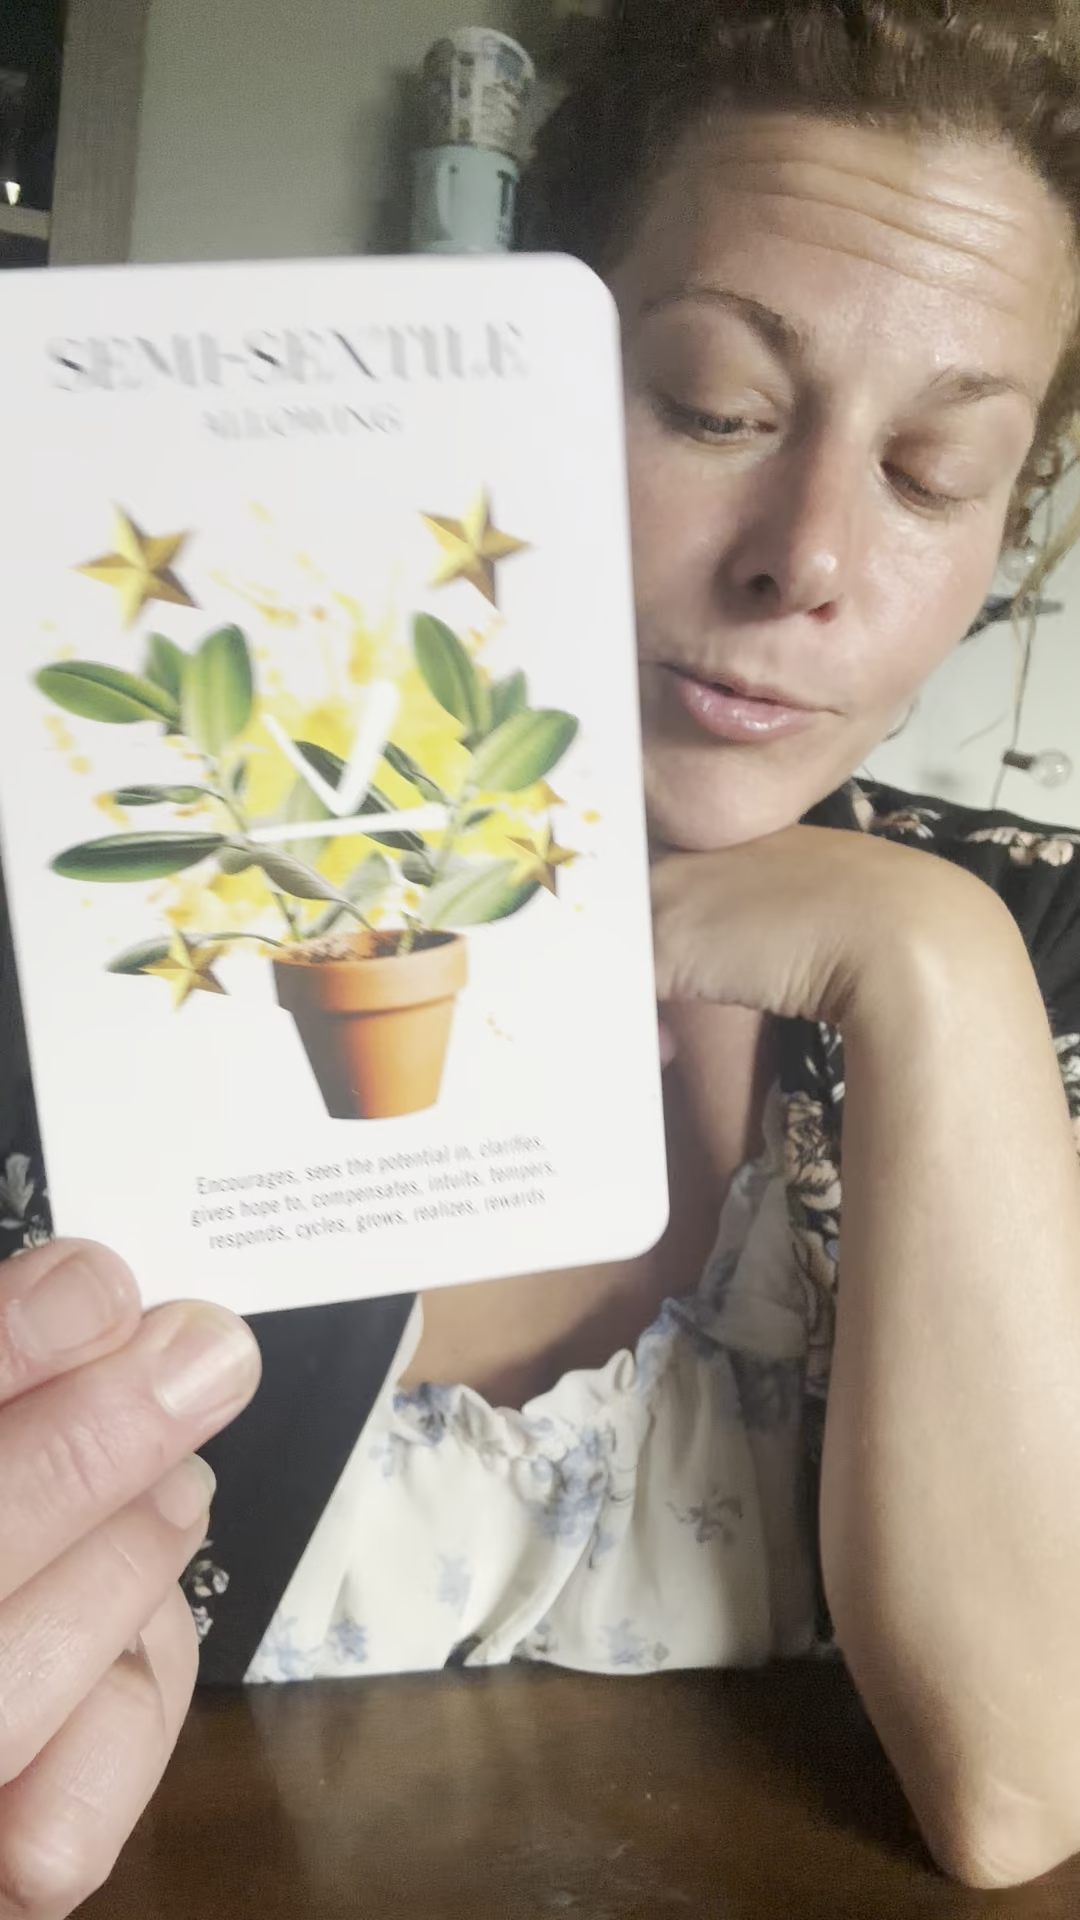 SEMI-SEXTILE
ALLOWING
Encourages, sees the potential in, clarifies,
gives hope to, compensates, intuits, tempers,
responds, cycles, grows, realizes, rewards